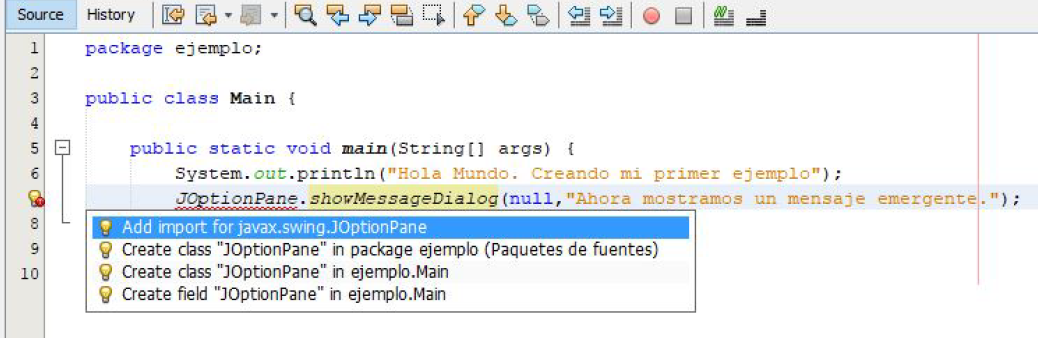 Source History
1 package ejemplo;
2
3 public class Main {
4
5 public static void main(String[] args) {
6 System.out.println("Hola Mundo. Creando mi primer ejemplo");
JOptionPane.showMessageDialog(null,"Ahora mostramos un mensaje emergente.");
8 Add import for javax.swing.JOptionPane
9 Create class "JOptionPane" in package ejemplo (Paquetes de fuentes)
10 Create class "JOptionPane" in ejemplo.Main
Create field "JOptionPane" in ejemplo.Main